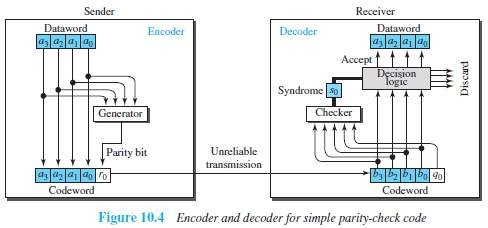 Sender
Receiver
Dataword
Encoder
a3 a2 a1 a0
Generator
Parity bit
a3 a2 a1 a0 r0
Codeword
Unreliable
transmission
Decoder
Dataword
a3 a2 a1 a0
Accept
Decision
logic
Discard
Syndrome s0
Checker
b3 b2 b1 b0 q0
Codeword
Figure 10.4 Encoder and decoder for simple parity-check code